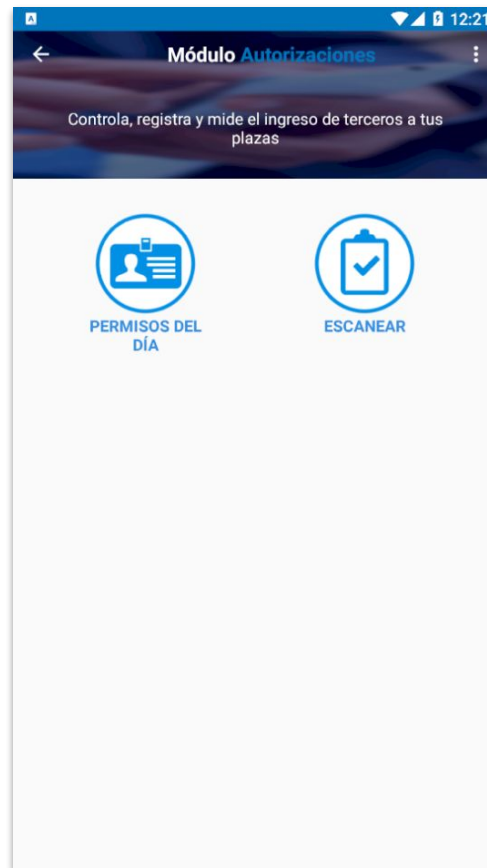 12:21
Módulo Autorizaciones
Controla, registra y mide el ingreso de terceros a tus
plazas
PERMISOS DEL
DÍA
ESCANEAR